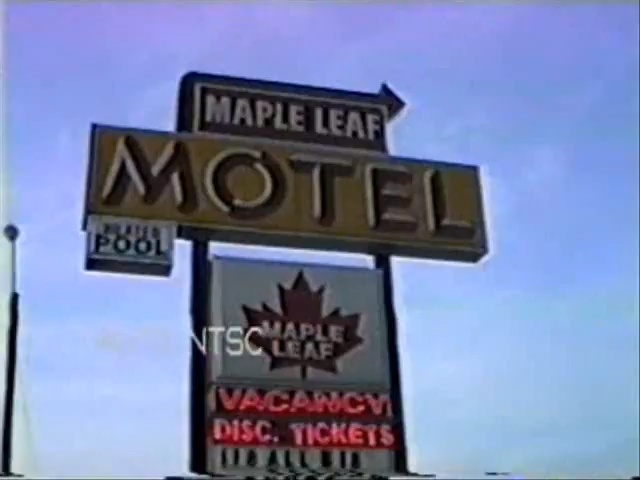 MAPLE LEAF
MOTEL
HEATED
POOL
MAPLE
LEAF
NTSC
VACANCY
DISC. TICKETS